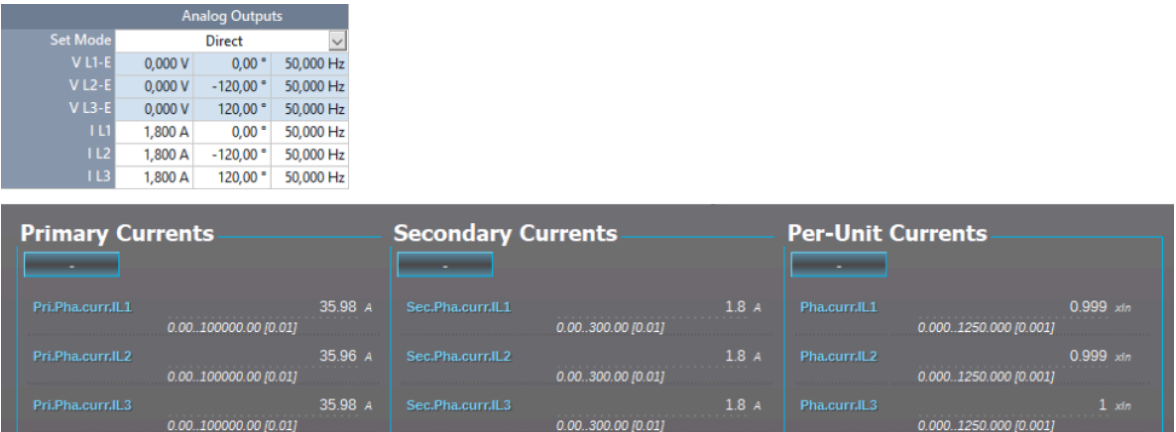 Analog Outputs
Set Mode Direct
V L1-E 0,000 V 0,00 ° 50,000 Hz
V L2-E 0,000 V -120,00 ° 50,000 Hz
V L3-E 0,000 V 120,00 ° 50,000 Hz
I L1 1,800 A 0,00 ° 50,000 Hz
I L2 1,800 A -120,00 ° 50,000 Hz
I L3 1,800 A 120,00 ° 50,000 Hz
Primary Currents Secondary Currents Per-Unit Currents
- - -
Pri.Pha.curr.IL1 35.98 A Sec.Pha.curr.IL1 1.8 A Pha.curr.IL1 0.999 xIn
0.00..100000.00 [0.01] 0.00..300.00 [0.01] 0.000..1250.000 [0.001]
Pri.Pha.curr.IL2 35.96 A Sec.Pha.curr.IL2 1.8 A Pha.curr.IL2 0.999 xIn
0.00..100000.00 [0.01] 0.00..300.00 [0.01] 0.000..1250.000 [0.001]
Pri.Pha.curr.IL3 35.98 A Sec.Pha.curr.IL3 1.8 A Pha.curr.IL3 1 xIn
0.00..100000.00 [0.01] 0.00..300.00 [0.01] 0.000..1250.000 [0.001]